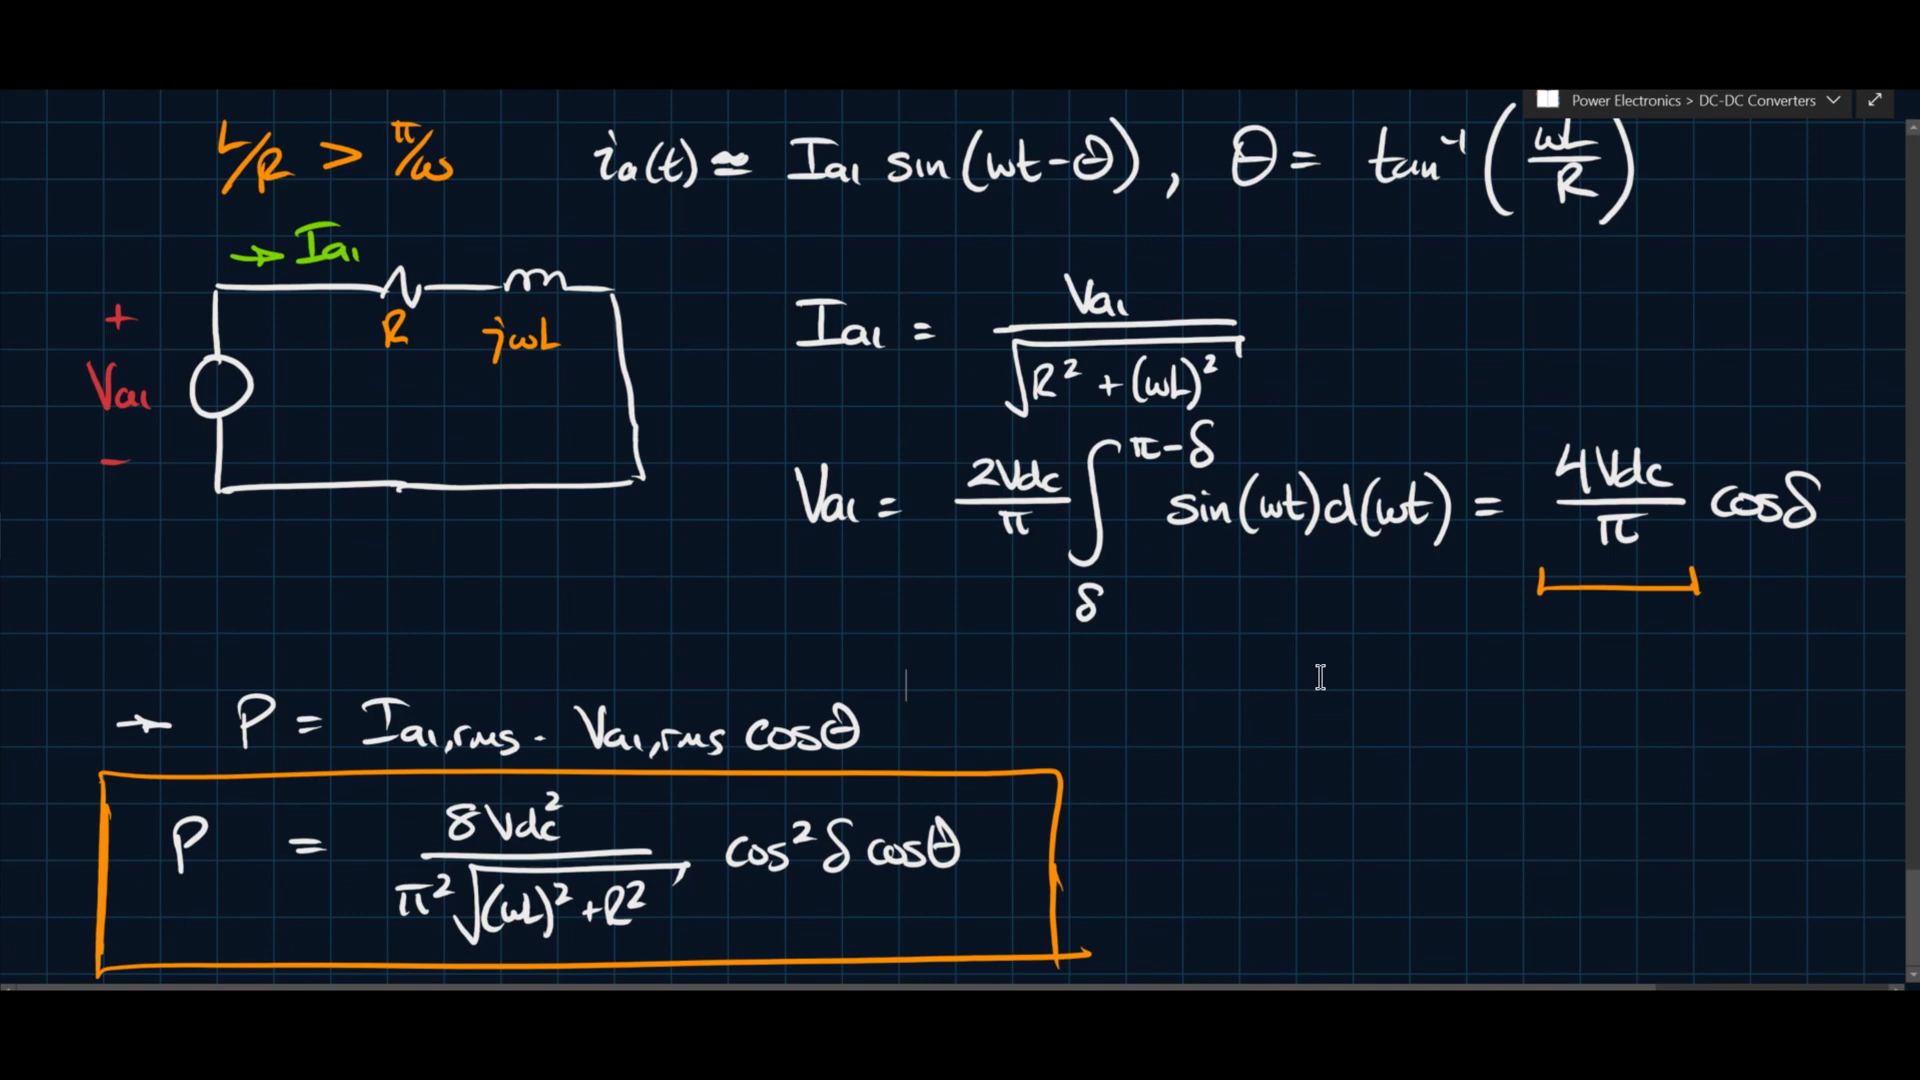 Power Electronics > DC-DC Converters
L/R > π/ω
ia(t) ≃ Ia1 sin(ωt-θ), θ = tan⁻¹(ωL/R)
→ Ia1
+
Va1
-
R
jωL
Ia1 = Va1/√(R² + (ωL)²)
Va1 = 2Vdc/π ∫_δ^(π-δ) sin(ωt)d(ωt) = 4Vdc/π cosδ
→ P = Ia1,rms · Va1,rms cosθ
P = 8Vdc²/(π²√((ωL)²+R²)) cos²δ cosθ